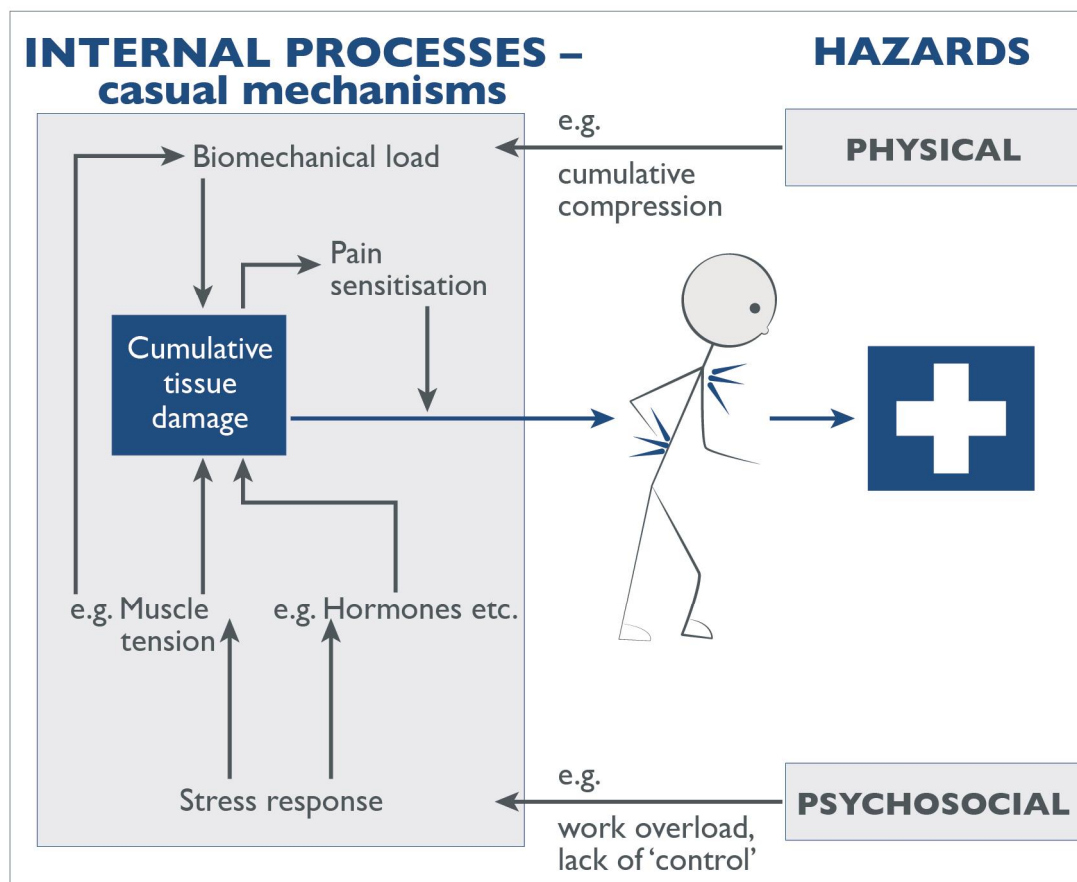 INTERNAL PROCESSES –
casual mechanisms
HAZARDS
Biomechanical load
e.g.
cumulative
compression
PHYSICAL
Pain
sensitisation
Cumulative
tissue
damage
e.g. Muscle
tension
e.g. Hormones etc.
Stress response
e.g.
work overload,
lack of ‘control’
PSYCHOSOCIAL